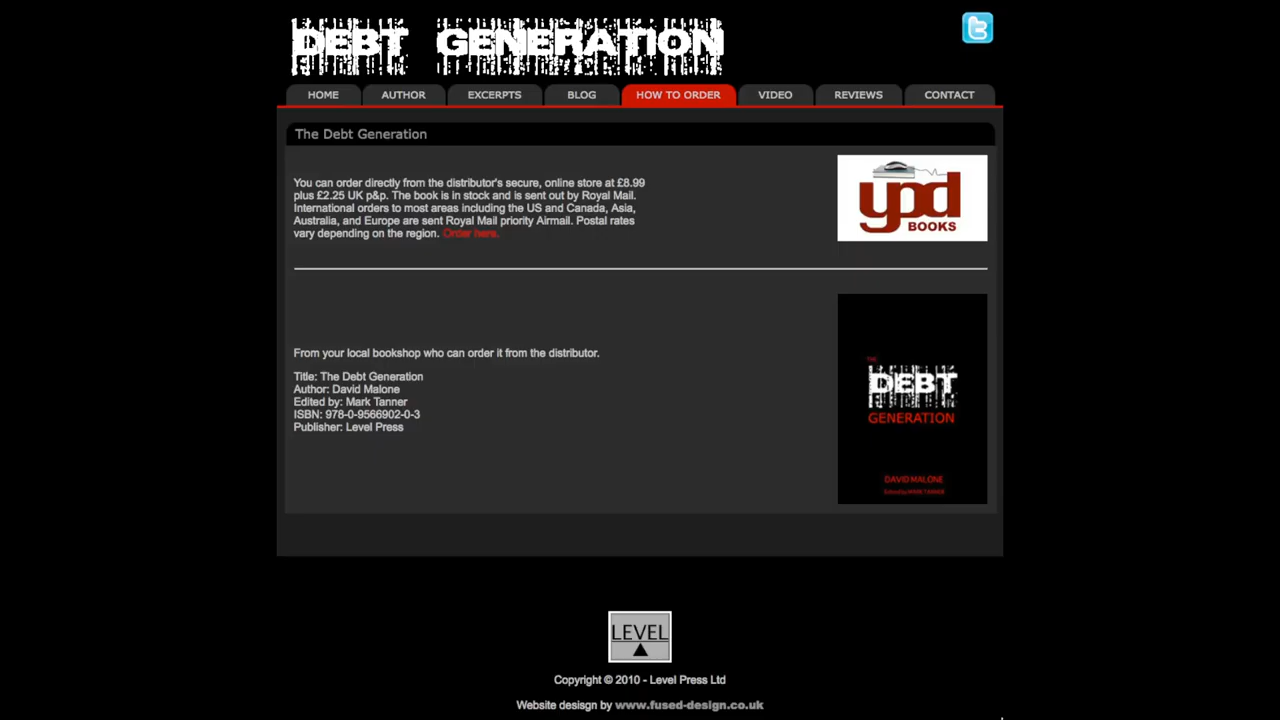 DEBT GENERATION
HOME AUTHOR EXCERPTS BLOG HOW TO ORDER VIDEO REVIEWS CONTACT
The Debt Generation
You can order directly from the distributor's secure, online store at £8.99
plus £2.25 UK p&p. The book is in stock and is sent out by Royal Mail.
International orders to most areas including the US and Canada, Asia,
Australia, and Europe are sent Royal Mail priority Airmail. Postal rates
vary depending on the region. Order here.
ypd
BOOKS
From your local bookshop who can order it from the distributor.
Title: The Debt Generation
Author: David Malone
Edited by: Mark Tanner
ISBN: 978-0-9566902-0-3
Publisher: Level Press
THE
DEBT
GENERATION
DAVID MALONE
Edited by MARK TANNER
LEVEL
Copyright © 2010 - Level Press Ltd
Website desisgn by www.fused-design.co.uk